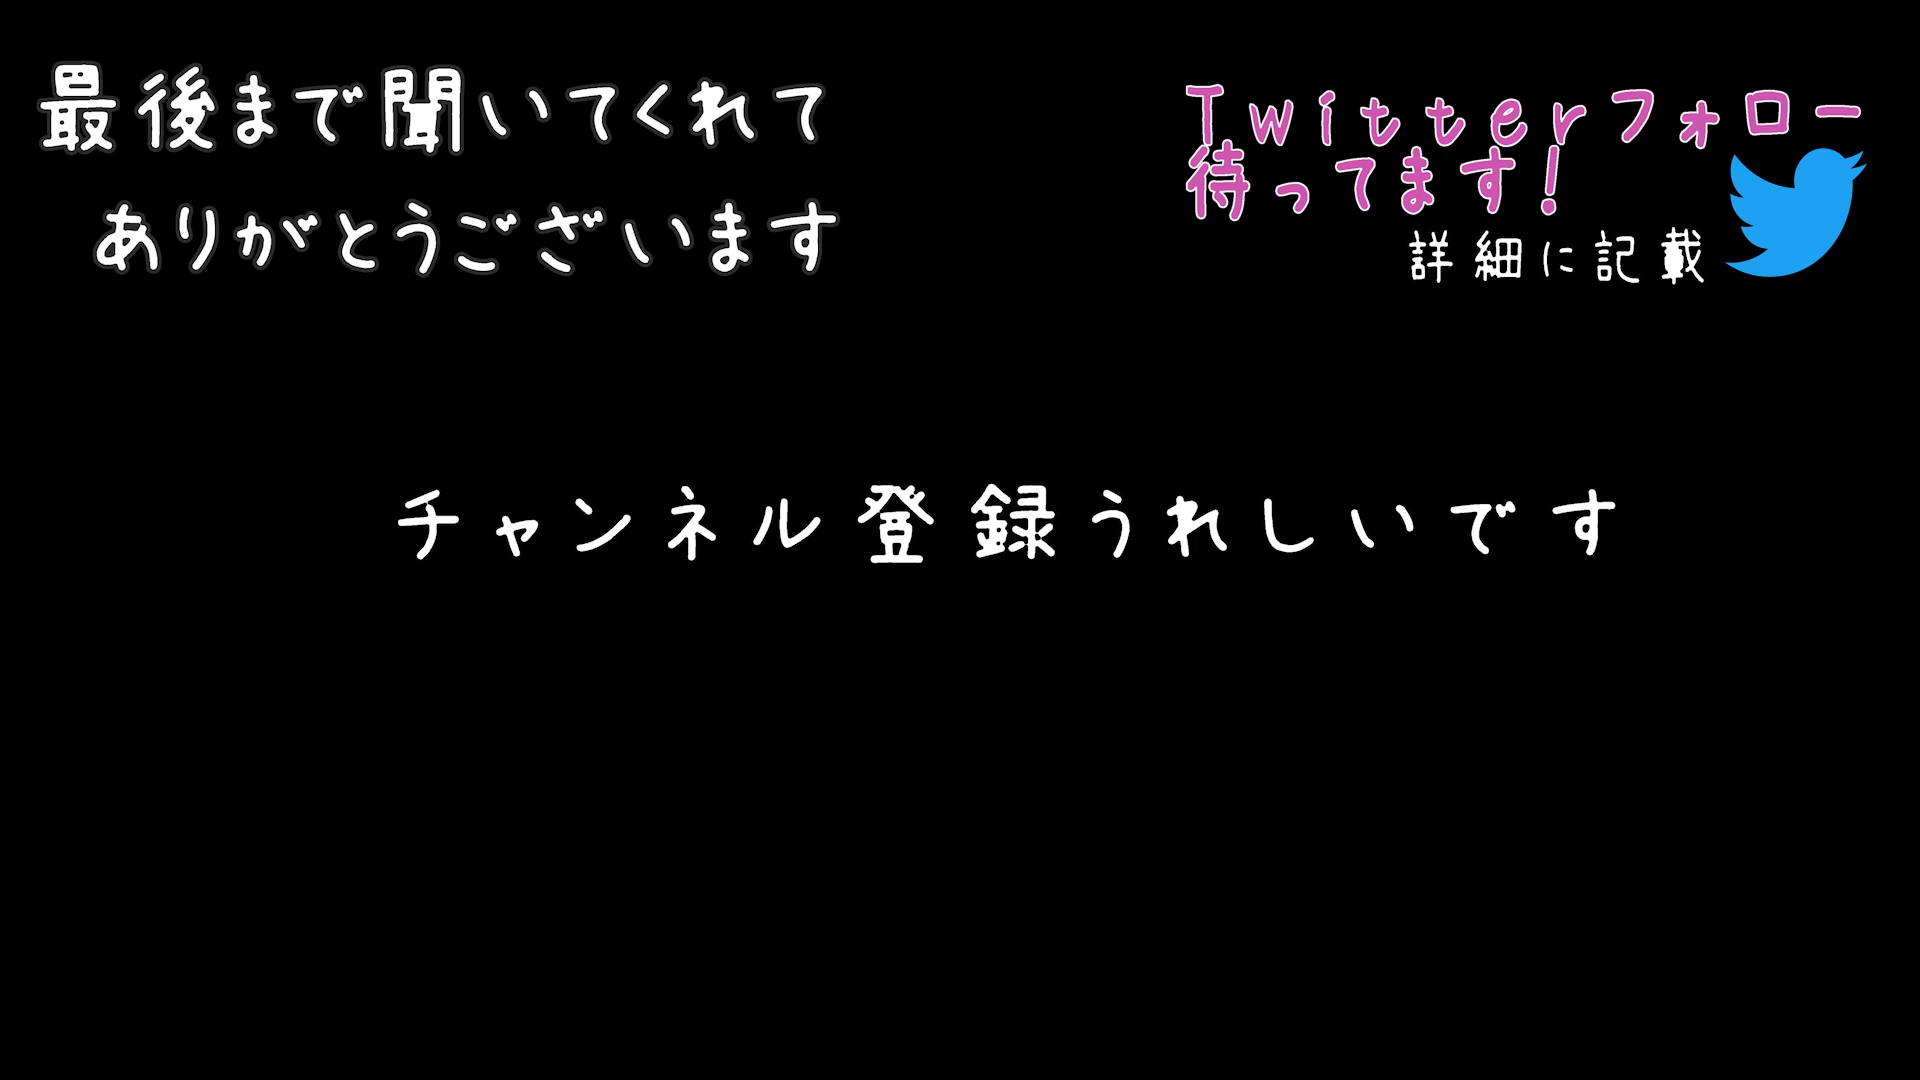 最後まで聞いてくれて
ありがとうございます
Twitterフォロー
待ってます!
詳細に記載
チャンネル登録うれしいです